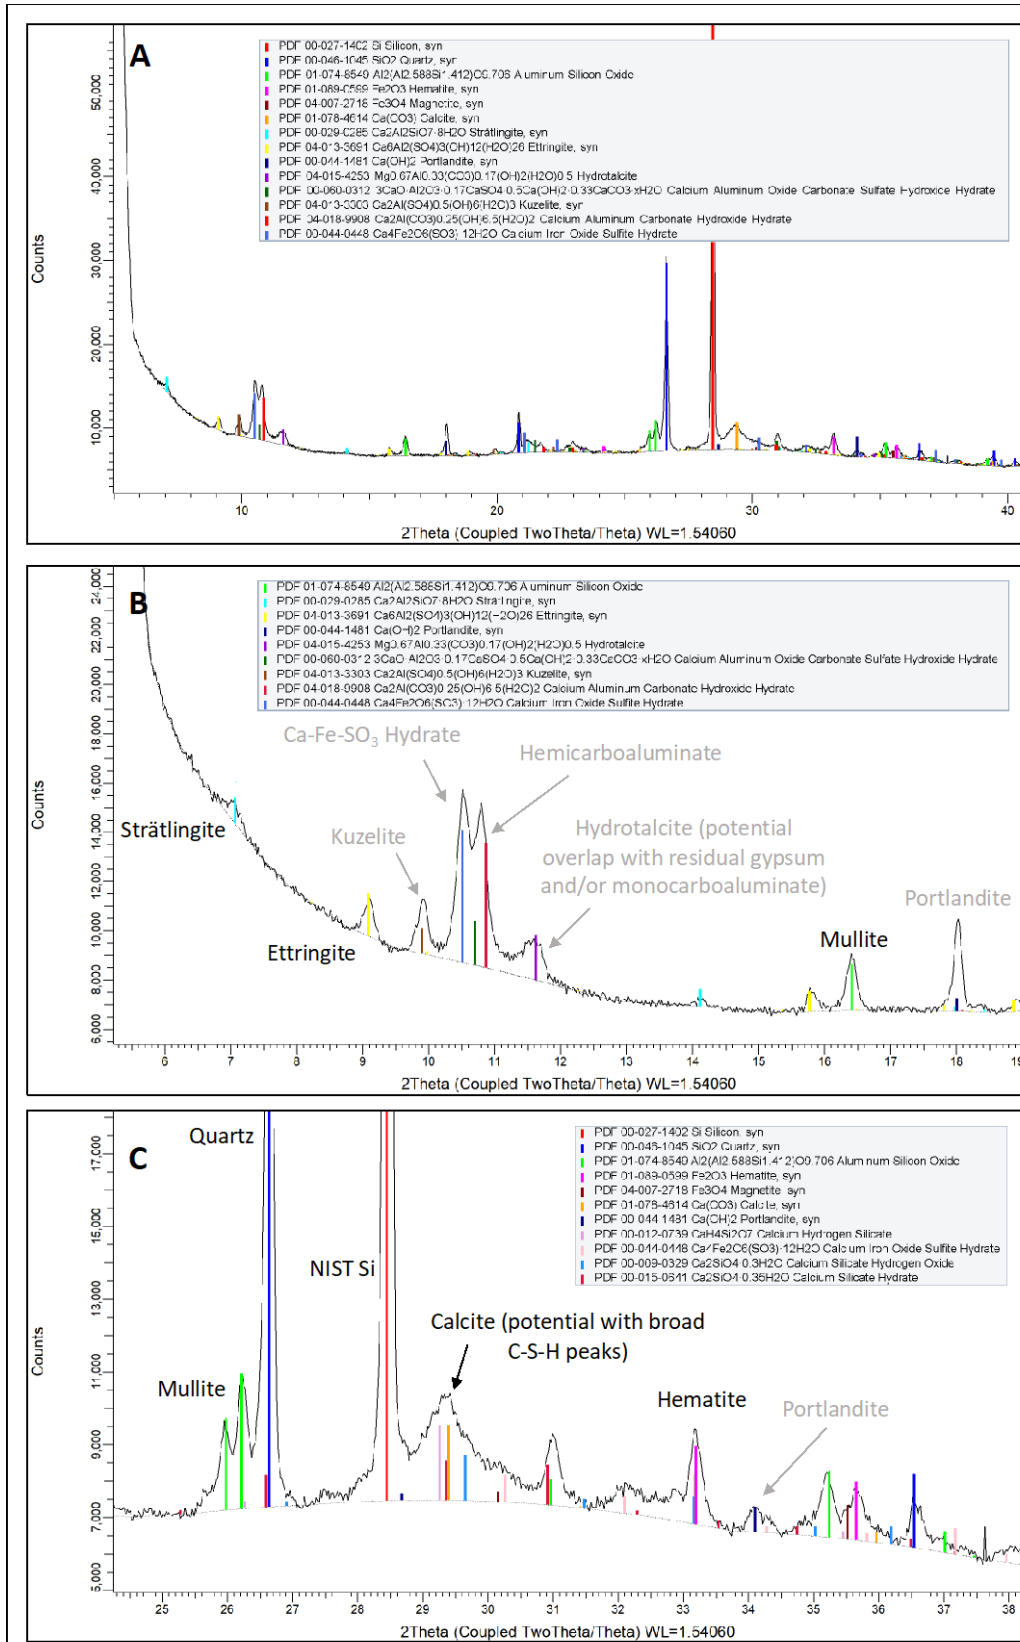 A
PDF 00-027-1402 Si Silicon, syn
PDF 00-046-1045 SiO2 Quartz, syn
PDF 01-074-8549 Al2(Al2.588Si1.412)O9.706 Aluminum Silicon Oxide
PDF 01-089-0599 Fe2O3 Hematite, syn
PDF 04-007-2718 Fe3O4 Magnetite, syn
PDF 01-078-4614 Ca(CO3) Calcite, syn
PDF 00-029-0285 Ca2Al2SiO7·8H2O Strätlingite, syn
PDF 04-013-3691 Ca6Al2(SO4)3(OH)12(H2O)26 Ettringite, syn
PDF 00-044-1481 Ca(OH)2 Portlandite, syn
PDF 04-015-4253 Mg0.67Al0.33(CO3)0.17(OH)2(H2O)0.5 Hydrotalcite
PDF 00-060-0312 3CaO·Al2O3·0.17CaSO4·0.5Ca(OH)2·0.33CaCO3·xH2O Calcium Aluminum Oxide Carbonate Sulfate Hydroxide Hydrate
PDF 04-013-3303 Ca2Al(SO4)0.5(OH)6(H2O)3 Kuzelite, syn
PDF 04-018-9908 Ca2Al(CO3)0.25(OH)6.5(H2O)2 Calcium Aluminum Carbonate Hydroxide Hydrate
PDF 00-044-0448 Ca4Fe2O6(SO3)·12H2O Calcium Iron Oxide Sulfite Hydrate
Counts
50,000
40,000
30,000
20,000
10,000
10 20 30 40
2Theta (Coupled TwoTheta/Theta) WL=1.54060
B
PDF 01-074-8549 Al2(Al2.588Si1.412)O9.706 Aluminum Silicon Oxide
PDF 00-029-0285 Ca2Al2SiO7·8H2O Strätlingite, syn
PDF 04-013-3691 Ca6Al2(SO4)3(OH)12(H2O)26 Ettringite, syn
PDF 00-044-1481 Ca(OH)2 Portlandite, syn
PDF 04-015-4253 Mg0.67Al0.33(CO3)0.17(OH)2(H2O)0.5 Hydrotalcite
PDF 00-060-0312 3CaO·Al2O3·0.17CaSO4·0.5Ca(OH)2·0.33CaCO3·xH2O Calcium Aluminum Oxide Carbonate Sulfate Hydroxide Hydrate
PDF 04-013-3303 Ca2Al(SO4)0.5(OH)6(H2O)3 Kuzelite, syn
PDF 04-018-9908 Ca2Al(CO3)0.25(OH)6.5(H2O)2 Calcium Aluminum Carbonate Hydroxide Hydrate
PDF 00-044-0448 Ca4Fe2O6(SO3)·12H2O Calcium Iron Oxide Sulfite Hydrate
Ca-Fe-SO3 Hydrate
Hemicarboaluminate
Strätlingite
Kuzelite
Hydrotalcite (potential
overlap with residual gypsum
and/or monocarboaluminate)
Portlandite
Ettringite
Mullite
Counts
24,000
22,000
20,000
18,000
16,000
14,000
12,000
10,000
8,000
6,000
6 7 8 9 10 11 12 13 14 15 16 17 18 19
2Theta (Coupled TwoTheta/Theta) WL=1.54060
Quartz
C
PDF 00-027-1402 Si Silicon, syn
PDF 00-046-1045 SiO2 Quartz, syn
PDF 01-074-8549 Al2(Al2.588Si1.412)O9.706 Aluminum Silicon Oxide
PDF 01-089-0599 Fe2O3 Hematite, syn
PDF 04-007-2718 Fe3O4 Magnetite, syn
PDF 01-078-4614 Ca(CO3) Calcite, syn
PDF 00-044-1481 Ca(OH)2 Portlandite, syn
PDF 00-012-0739 CaH4Si2O7 Calcium Hydrogen Silicate
PDF 00-044-0448 Ca4Fe2O6(SO3)·12H2O Calcium Iron Oxide Sulfite Hydrate
PDF 00-009-0329 Ca2SiO4·0.3H2O Calcium Silicate Hydrogen Oxide
PDF 00-015-0641 Ca2SiO4·0.35H2O Calcium Silicate Hydrate
NIST Si
Calcite (potential with broad
C-S-H peaks)
Mullite
Hematite
Portlandite
Counts
17,000
15,000
13,000
11,000
9,000
7,000
5,000
25 26 27 28 29 30 31 32 33 34 35 36 37 38
2Theta (Coupled TwoTheta/Theta) WL=1.54060